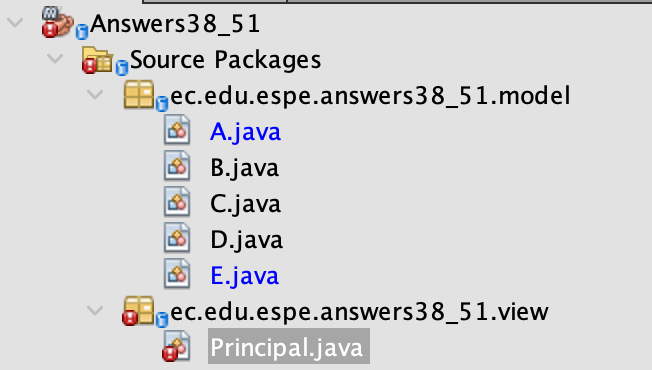 Answers38_51
Source Packages
ec.edu.espe.answers38_51.model
A.java
B.java
C.java
D.java
E.java
ec.edu.espe.answers38_51.view
Principal.java